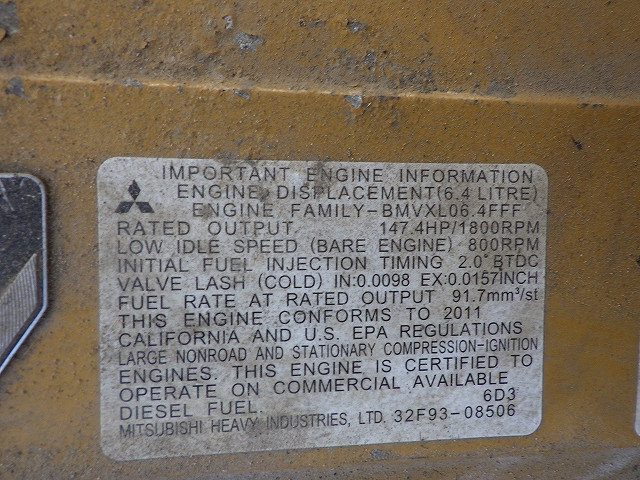 IMPORTANT ENGINE INFORMATION
ENGINE DISPLACEMENT(6.4 LITRE)
ENGINE FAMILY-BMVXL06.4FFF
RATED OUTPUT 147.4HP/1800RPM
LOW IDLE SPEED (BARE ENGINE) 800RPM
INITIAL FUEL INJECTION TIMING 2.0° BTDC
VALVE LASH (COLD) IN:0.0098 EX:0.0157INCH
FUEL RATE AT RATED OUTPUT 91.7mm³/st
THIS ENGINE CONFORMS TO 2011
CALIFORNIA AND U.S. EPA REGULATIONS
LARGE NONROAD AND STATIONARY COMPRESSION-IGNITION
ENGINES. THIS ENGINE IS CERTIFIED TO
OPERATE ON COMMERCIAL AVAILABLE
DIESEL FUEL. 6D3
MITSUBISHI HEAVY INDUSTRIES, LTD. 32F93-08506